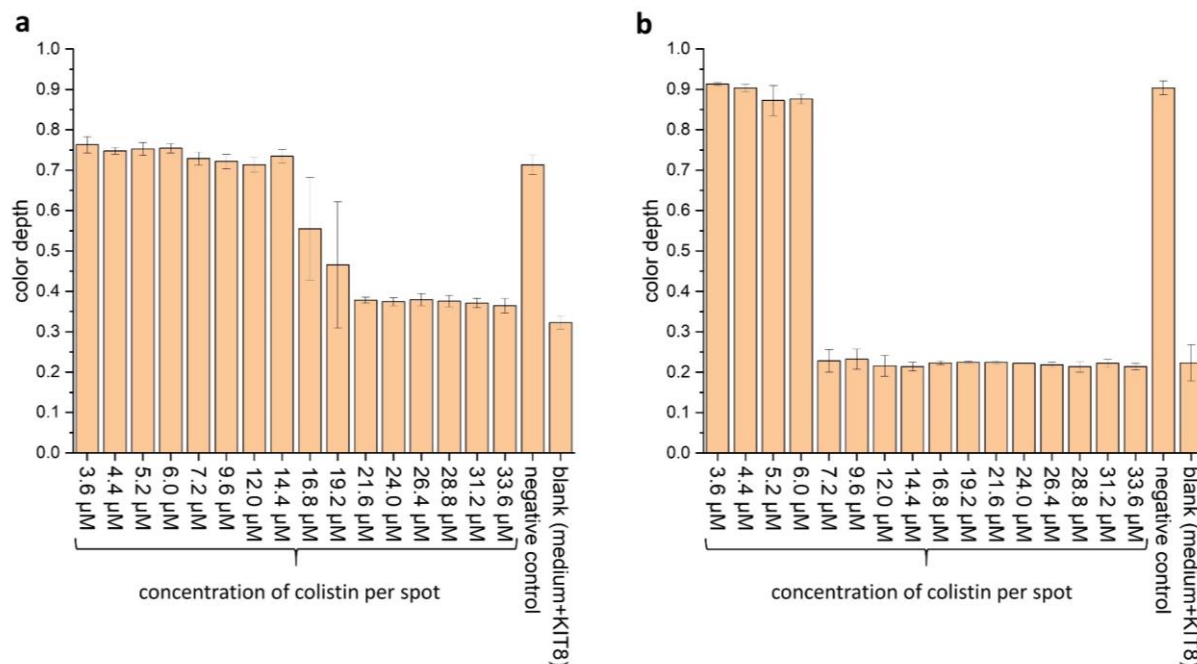 a
1.0
0.9
0.8
0.7
0.6
0.5
0.4
0.3
0.2
0.1
0.0
color depth
3.6 µM
4.4 µM
5.2 µM
6.0 µM
7.2 µM
9.6 µM
12.0 µM
14.4 µM
16.8 µM
19.2 µM
21.6 µM
24.0 µM
26.4 µM
28.8 µM
31.2 µM
33.6 µM
negative control
blank (medium+KIT8)
concentration of colistin per spot
b
1.0
0.9
0.8
0.7
0.6
0.5
0.4
0.3
0.2
0.1
0.0
color depth
3.6 µM
4.4 µM
5.2 µM
6.0 µM
7.2 µM
9.6 µM
12.0 µM
14.4 µM
16.8 µM
19.2 µM
21.6 µM
24.0 µM
26.4 µM
28.8 µM
31.2 µM
33.6 µM
negative control
blank (medium+KIT8)
concentration of colistin per spot